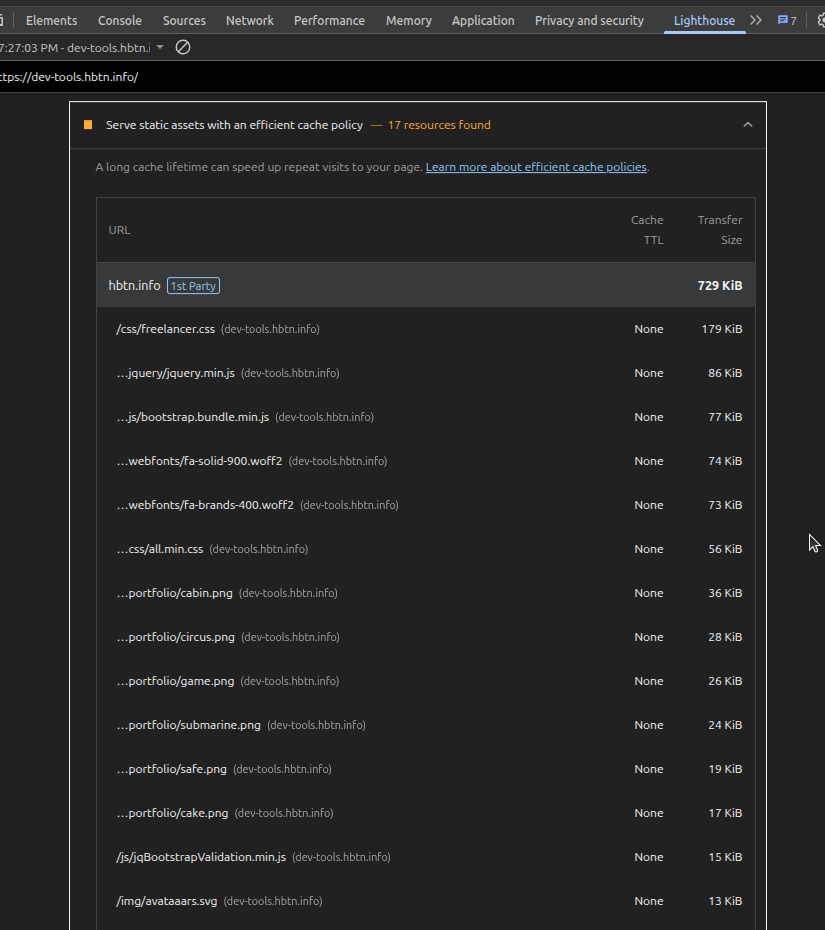 Elements Console Sources Network Performance Memory Application Privacy and security Lighthouse 7
7:27:03 PM - dev-tools.hbtn.i
ttps://dev-tools.hbtn.info/
Serve static assets with an efficient cache policy — 17 resources found
A long cache lifetime can speed up repeat visits to your page. Learn more about efficient cache policies.
URL Cache TTL Transfer Size
hbtn.info 1st Party 729 KiB
/css/freelancer.css (dev-tools.hbtn.info) None 179 KiB
…jquery/jquery.min.js (dev-tools.hbtn.info) None 86 KiB
…js/bootstrap.bundle.min.js (dev-tools.hbtn.info) None 77 KiB
…webfonts/fa-solid-900.woff2 (dev-tools.hbtn.info) None 74 KiB
…webfonts/fa-brands-400.woff2 (dev-tools.hbtn.info) None 73 KiB
…css/all.min.css (dev-tools.hbtn.info) None 56 KiB
…portfolio/cabin.png (dev-tools.hbtn.info) None 36 KiB
…portfolio/circus.png (dev-tools.hbtn.info) None 28 KiB
…portfolio/game.png (dev-tools.hbtn.info) None 26 KiB
…portfolio/submarine.png (dev-tools.hbtn.info) None 24 KiB
…portfolio/safe.png (dev-tools.hbtn.info) None 19 KiB
…portfolio/cake.png (dev-tools.hbtn.info) None 17 KiB
/js/jqBootstrapValidation.min.js (dev-tools.hbtn.info) None 15 KiB
/img/avataaars.svg (dev-tools.hbtn.info) None 13 KiB